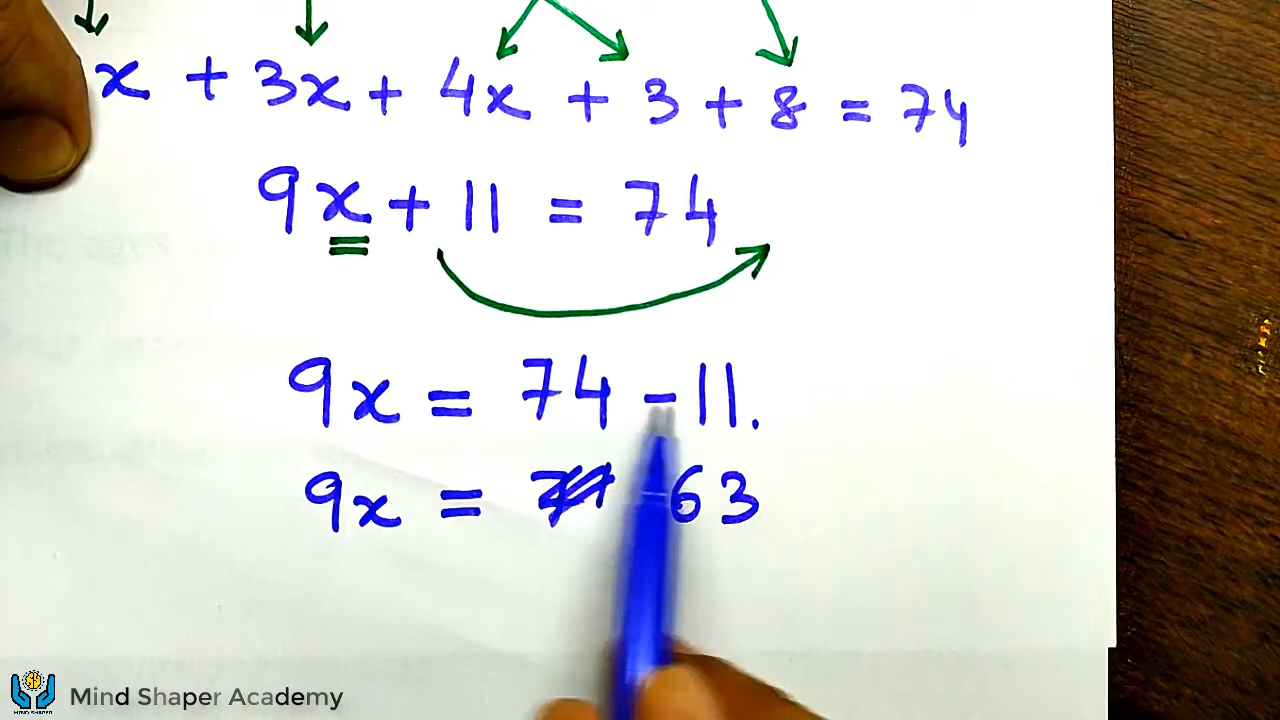 x + 3x + 4x + 3 + 8 = 74
9x + 11 = 74
9x = 74 - 11.
9x = 63
Mind Shaper Academy